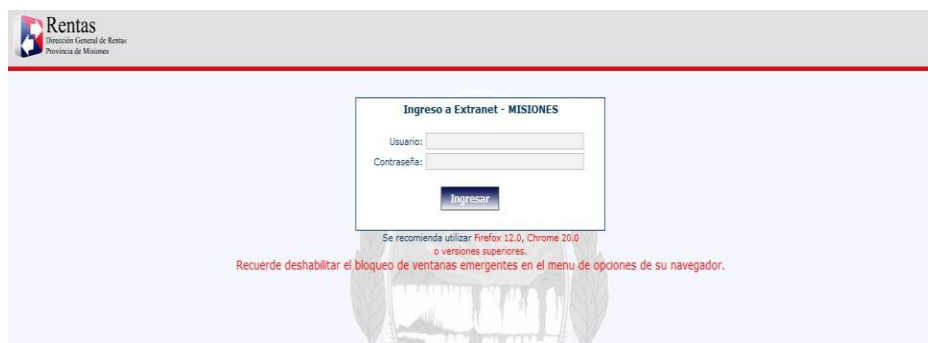 Rentas
Dirección General de Rentas
Provincia de Misiones
Ingreso a Extranet - MISIONES
Usuario:
Contraseña:
Ingresar
Se recomienda utilizar Firefox 12.0, Chrome 20.0
o versiones superiores.
Recuerde deshabilitar el bloqueo de ventanas emergentes en el menu de opciones de su navegador.